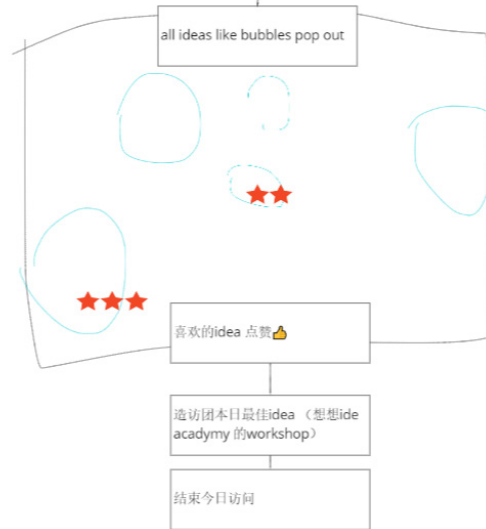 all ideas like bubbles pop out
喜欢的idea 点赞👍
造访团本日最佳idea （想想ide
acadymy 的workshop）
结束今日访问